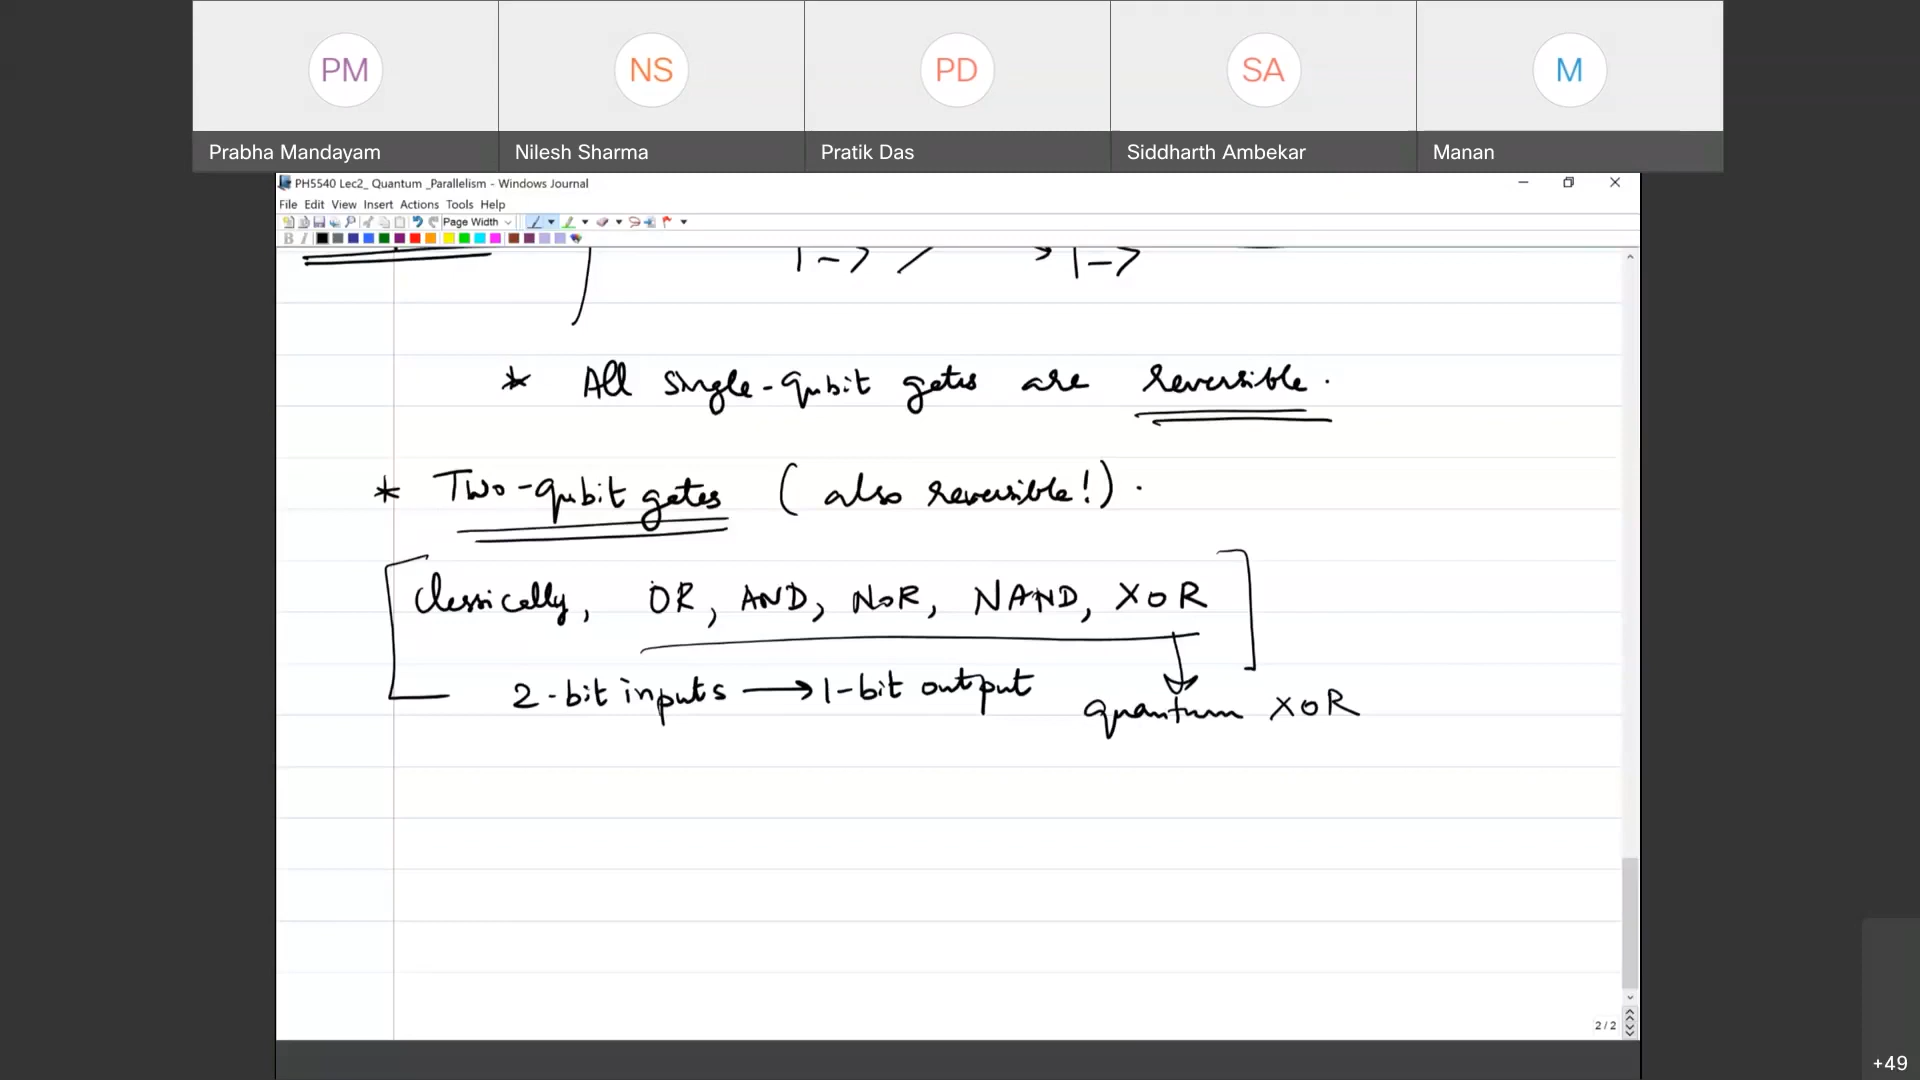 PM NS PD SA M
Prabha Mandayam Nilesh Sharma Pratik Das Siddharth Ambekar Manan
PH5540 Lec2_ Quantum _Parallelism - Windows Journal
File Edit View Insert Actions Tools Help
Page Width
B I
|-> |->
* All single-qubit gates are reversible.
* Two-qubit gates (also reversible!).
Classically, OR, AND, NOR, NAND, XOR
2-bit inputs → 1-bit output
quantum XOR
2 / 2
+49